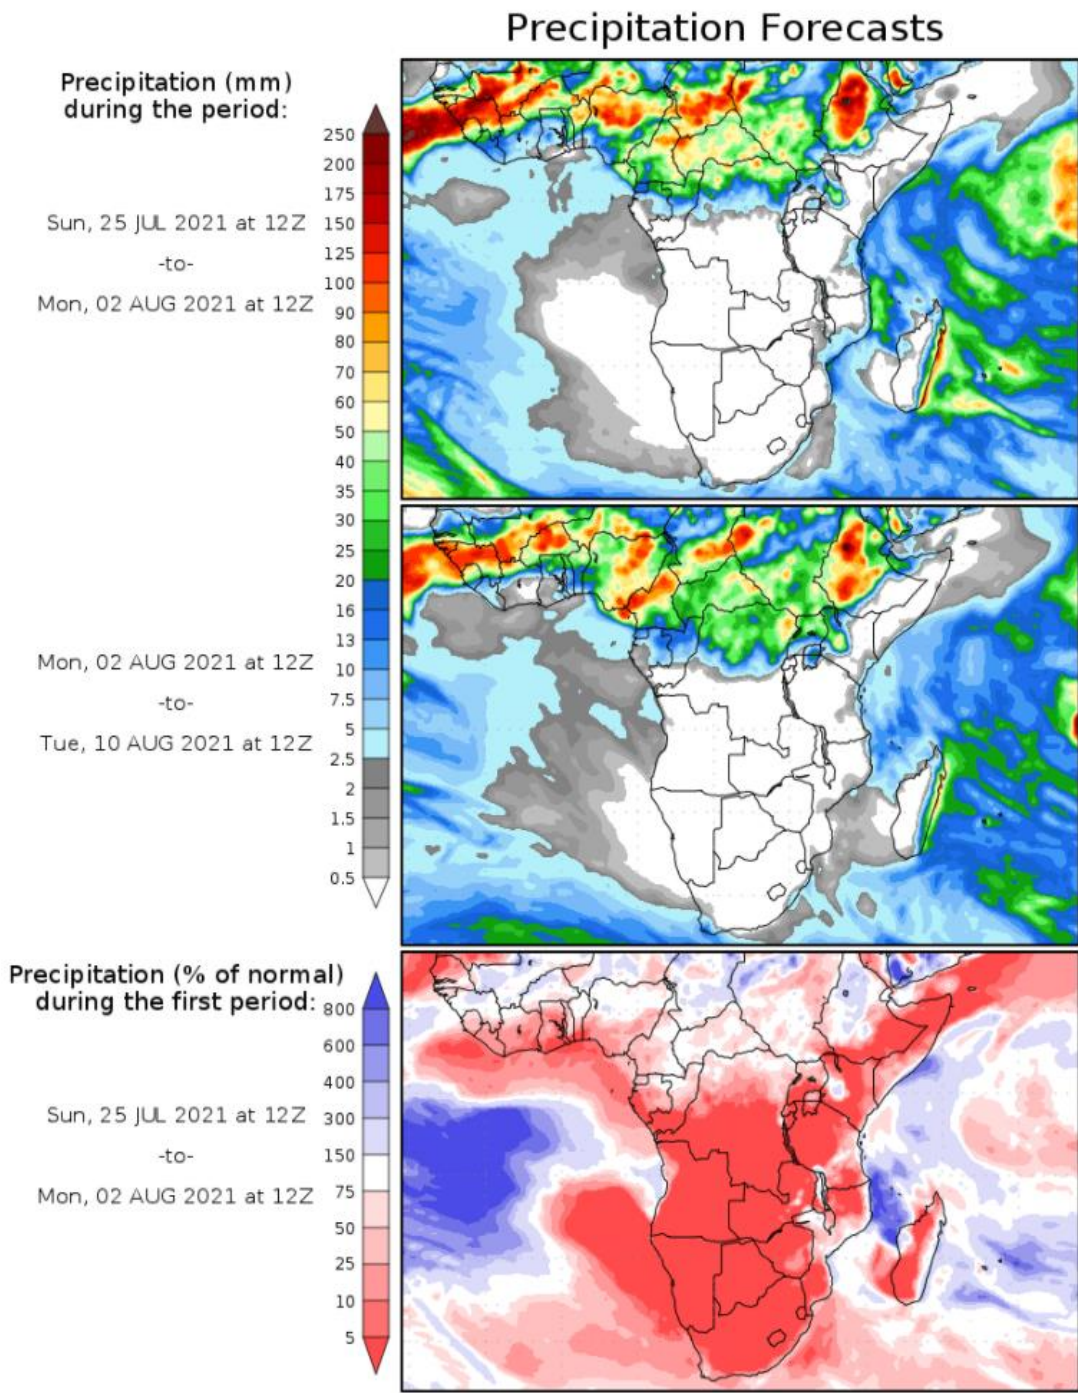 Precipitation Forecasts
Precipitation (mm)
during the period:
250
200
175
150
125
100
90
80
70
60
50
40
35
30
25
20
16
13
10
7.5
5
2.5
2
1.5
1
0.5
Sun, 25 JUL 2021 at 12Z
-to-
Mon, 02 AUG 2021 at 12Z
Mon, 02 AUG 2021 at 12Z
-to-
Tue, 10 AUG 2021 at 12Z
Precipitation (% of normal)
during the first period:
800
600
400
300
150
75
50
25
10
5
Sun, 25 JUL 2021 at 12Z
-to-
Mon, 02 AUG 2021 at 12Z